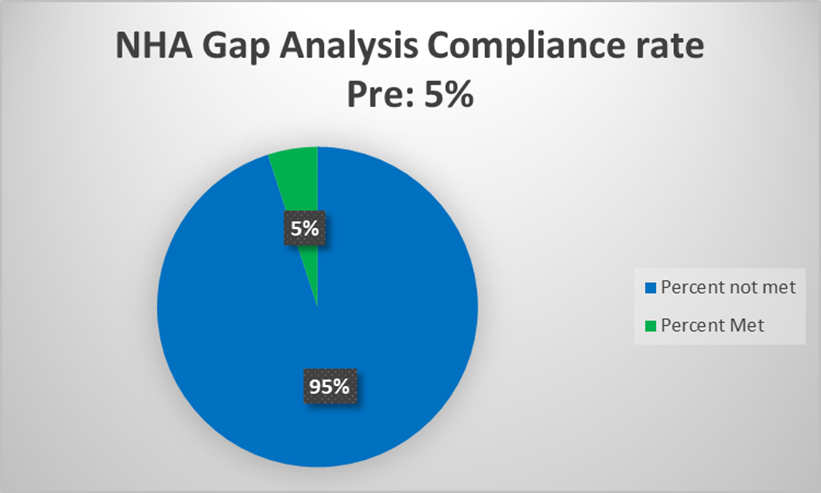 NHA Gap Analysis Compliance rate
Pre: 5%
5%
95%
Percent not met
Percent Met